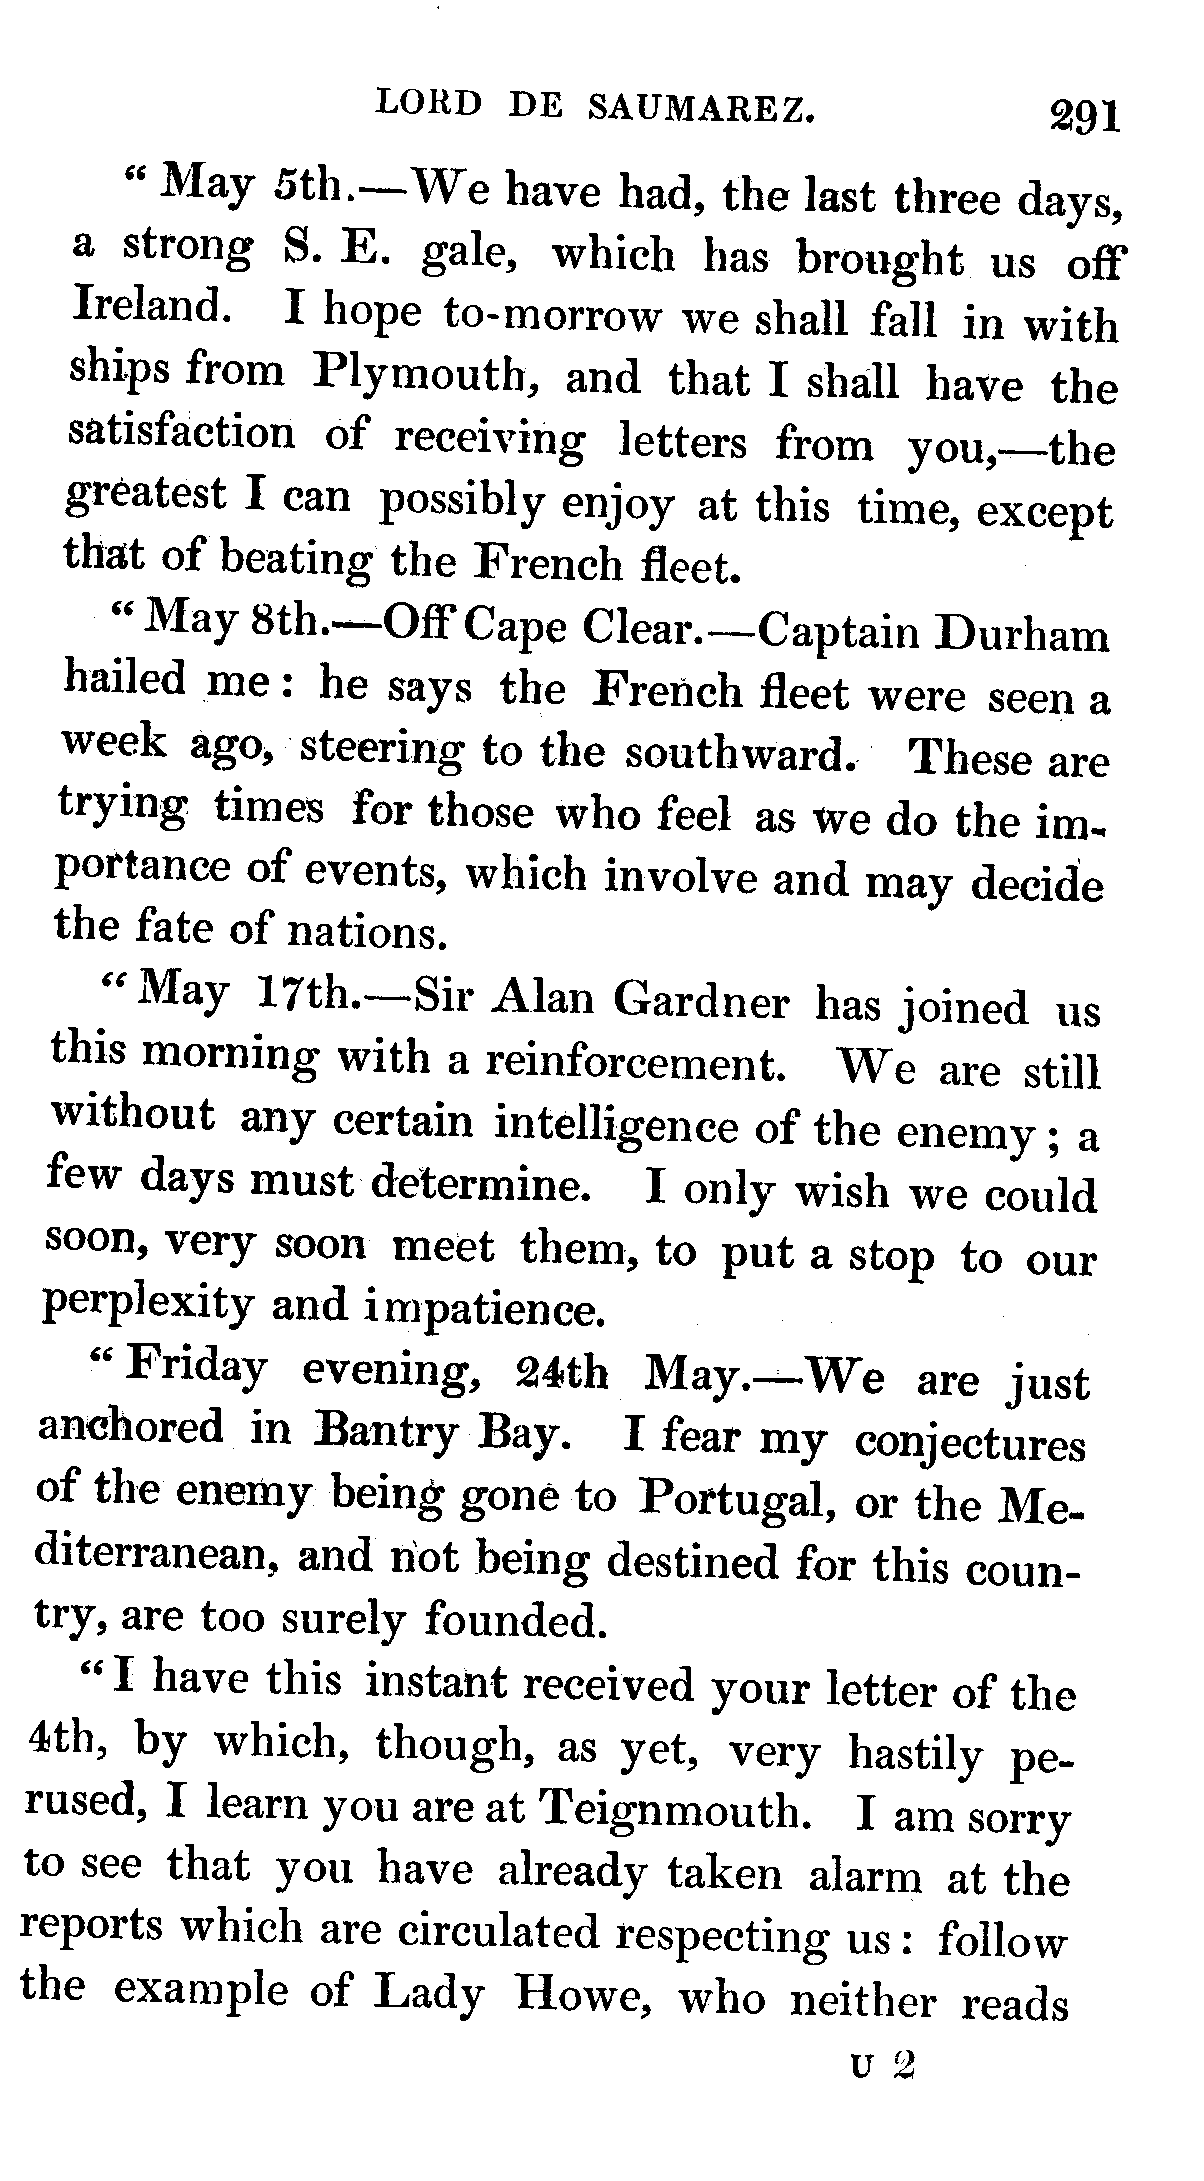 LORD DE SAUMAREZ. 291
“ May 5th.—We have had, the last three days,
a strong S. E. gale, which has brought us off
Ireland. I hope to-morrow we shall fall in with
ships from Plymouth, and that I shall have the
satisfaction of receiving letters from you,—the
greatest I can possibly enjoy at this time, except
that of beating the French fleet.
“ May 8th.—Off Cape Clear.—Captain Durham
hailed me : he says the French fleet were seen a
week ago, steering to the southward. These are
trying times for those who feel as we do the im-
portance of events, which involve and may decide
the fate of nations.
“ May 17th.—Sir Alan Gardner has joined us
this morning with a reinforcement. We are still
without any certain intelligence of the enemy ; a
few days must determine. I only wish we could
soon, very soon meet them, to put a stop to our
perplexity and impatience.
“ Friday evening, 24th May.—We are just
anchored in Bantry Bay. I fear my conjectures
of the enemy being gone to Portugal, or the Me-
diterranean, and not being destined for this coun-
try, are too surely founded.
“ I have this instant received your letter of the
4th, by which, though, as yet, very hastily pe-
rused, I learn you are at Teignmouth. I am sorry
to see that you have already taken alarm at the
reports which are circulated respecting us : follow
the example of Lady Howe, who neither reads
U 2